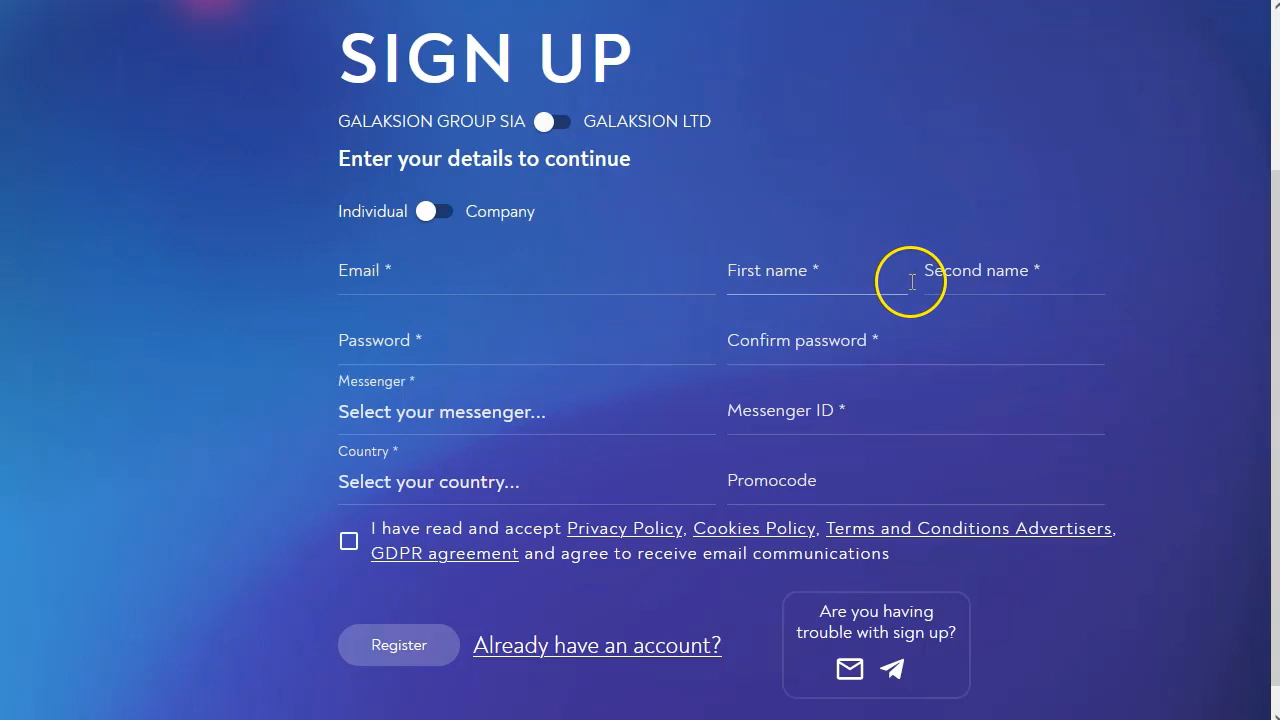 SIGN UP
GALAKSION GROUP SIA GALAKSION LTD
Enter your details to continue
Individual Company
Email * First name * Second name *
Password * Confirm password *
Messenger *
Select your messenger... Messenger ID *
Country *
Select your country... Promocode
I have read and accept Privacy Policy, Cookies Policy, Terms and Conditions Advertisers,
GDPR agreement and agree to receive email communications
Are you having
trouble with sign up?
Register Already have an account?